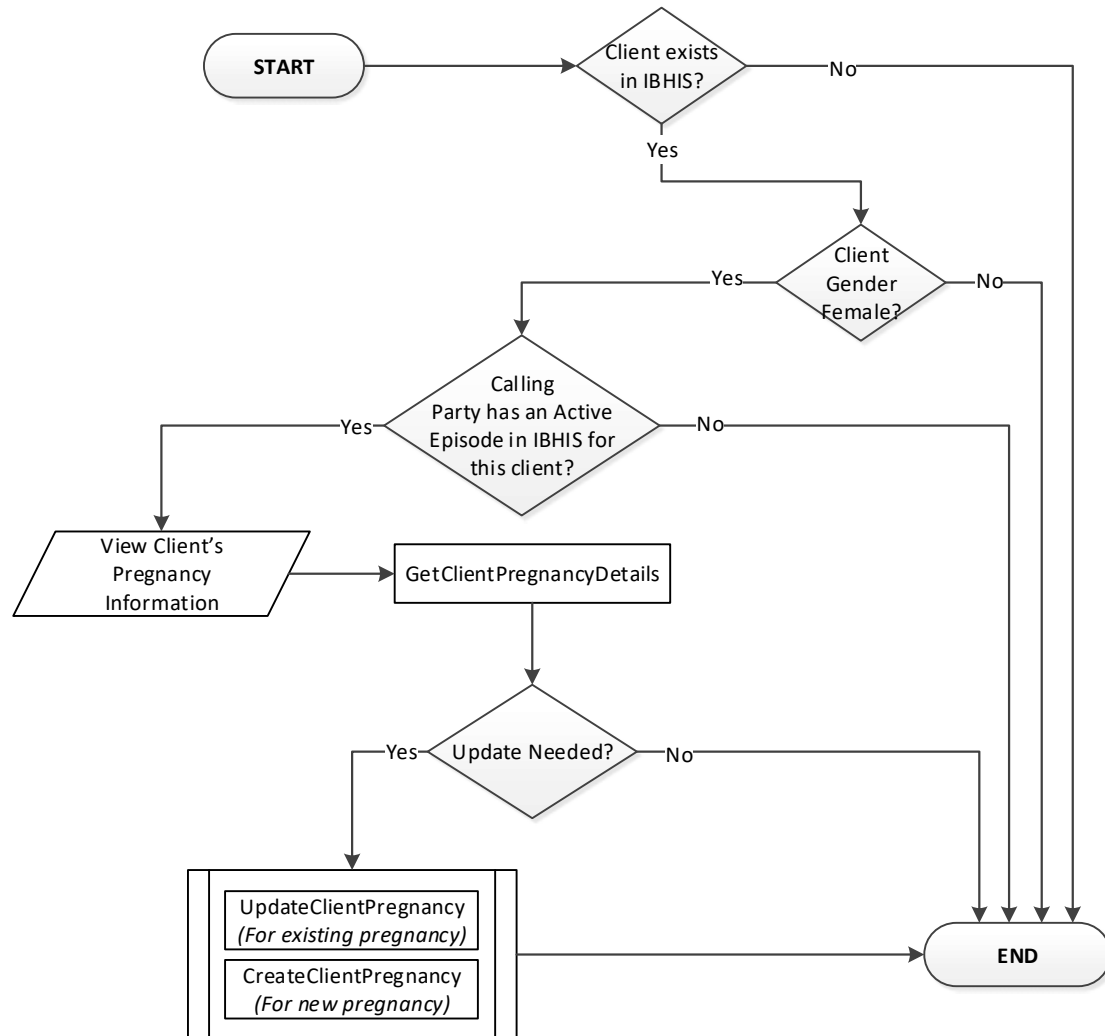 START
Client exists
in IBHIS?
No
Yes
Client
Gender
Female?
Yes
No
Calling
Party has an Active
Episode in IBHIS for
this client?
Yes
No
View Client's
Pregnancy
Information
GetClientPregnancyDetails
Update Needed?
Yes
No
UpdateClientPregnancy
(For existing pregnancy)
CreateClientPregnancy
(For new pregnancy)
END